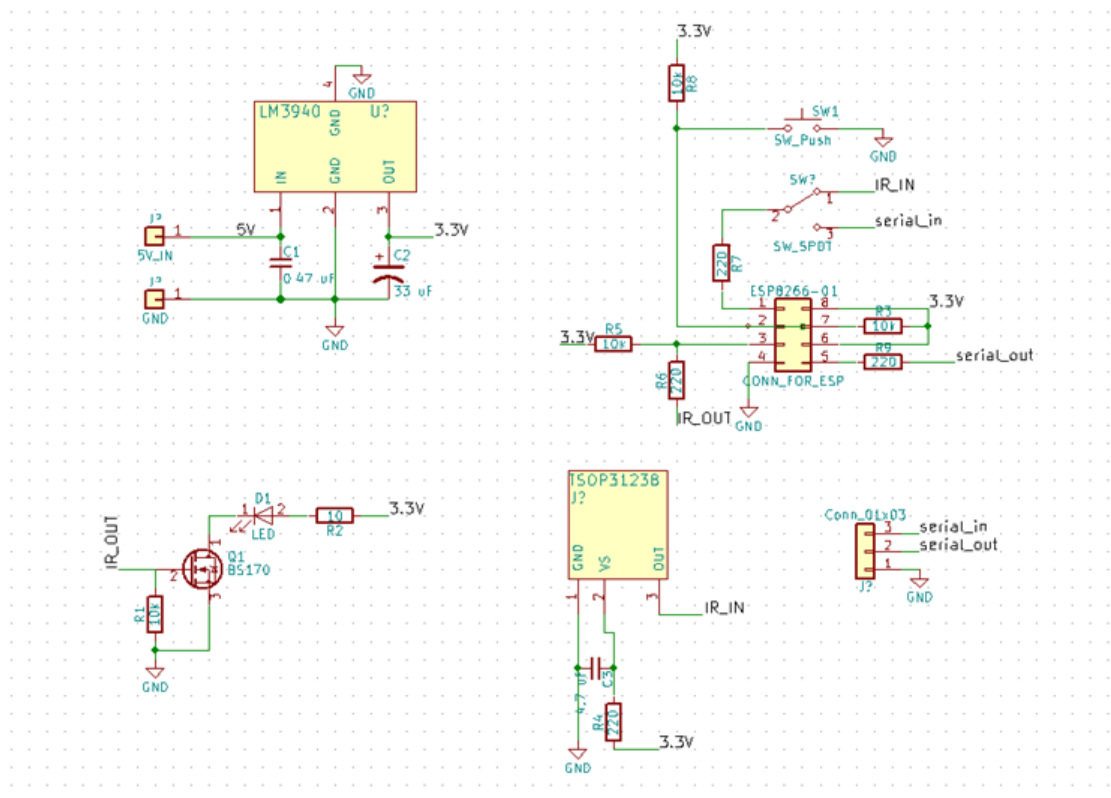 4
GND
LM3940
U?
GND
IN
GND
OUT
1
2
3
J?
1
5V_IN
5V
C1
0.47 uF
+
C2
33 uF
3.3V
J?
1
GND
GND
3.3V
10k
R8
SW1
SW_Push
GND
SW?
2
1
IR_IN
3
serial_in
SW_SPDT
220
R7
ESP8266-01
1
2
3
4
8
7
6
5
CONN_FOR_ESP
3.3V
R3
10k
R9
220
serial_out
3.3V
R5
10k
R6
220
IR_OUT
GND
IR_OUT
D1
1
2
LED
10
R2
3.3V
Q1
BS170
1
2
3
R1
10k
GND
TSOP31238
J?
GND
VS
OUT
1
2
3
IR_IN
4.7 uF
C3
R4
220
3.3V
GND
Conn_01x03
3
serial_in
2
serial_out
1
J?
GND